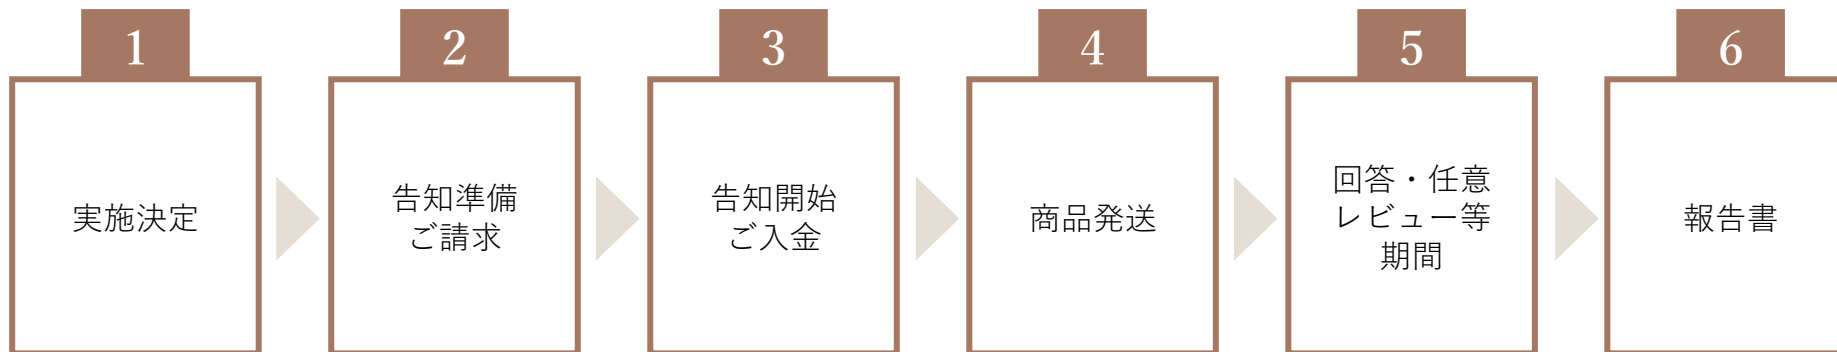 1
実施決定
2
告知準備
ご請求
3
告知開始
ご入金
4
商品発送
5
回答・任意
レビュー等
期間
6
報告書